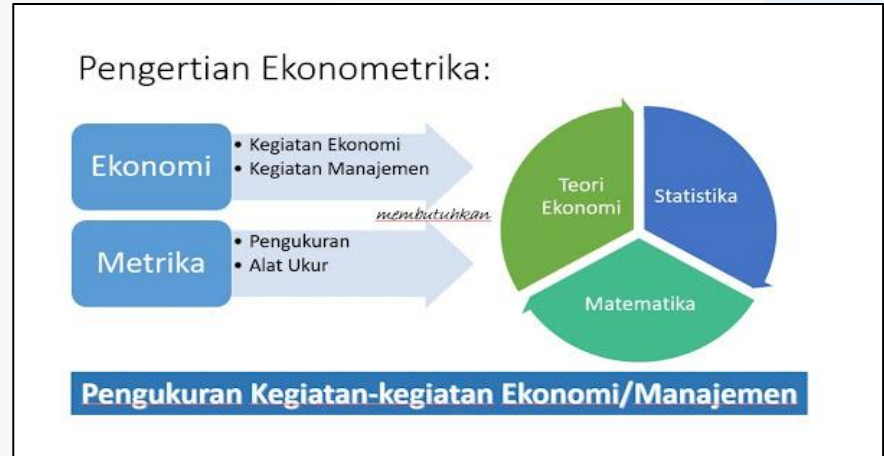 Pengertian Ekonometrika:
Ekonomi
• Kegiatan Ekonomi
• Kegiatan Manajemen
membutuhkan
Metrika
• Pengukuran
• Alat Ukur
Teori
Ekonomi
Statistika
Matematika
Pengukuran Kegiatan-kegiatan Ekonomi/Manajemen